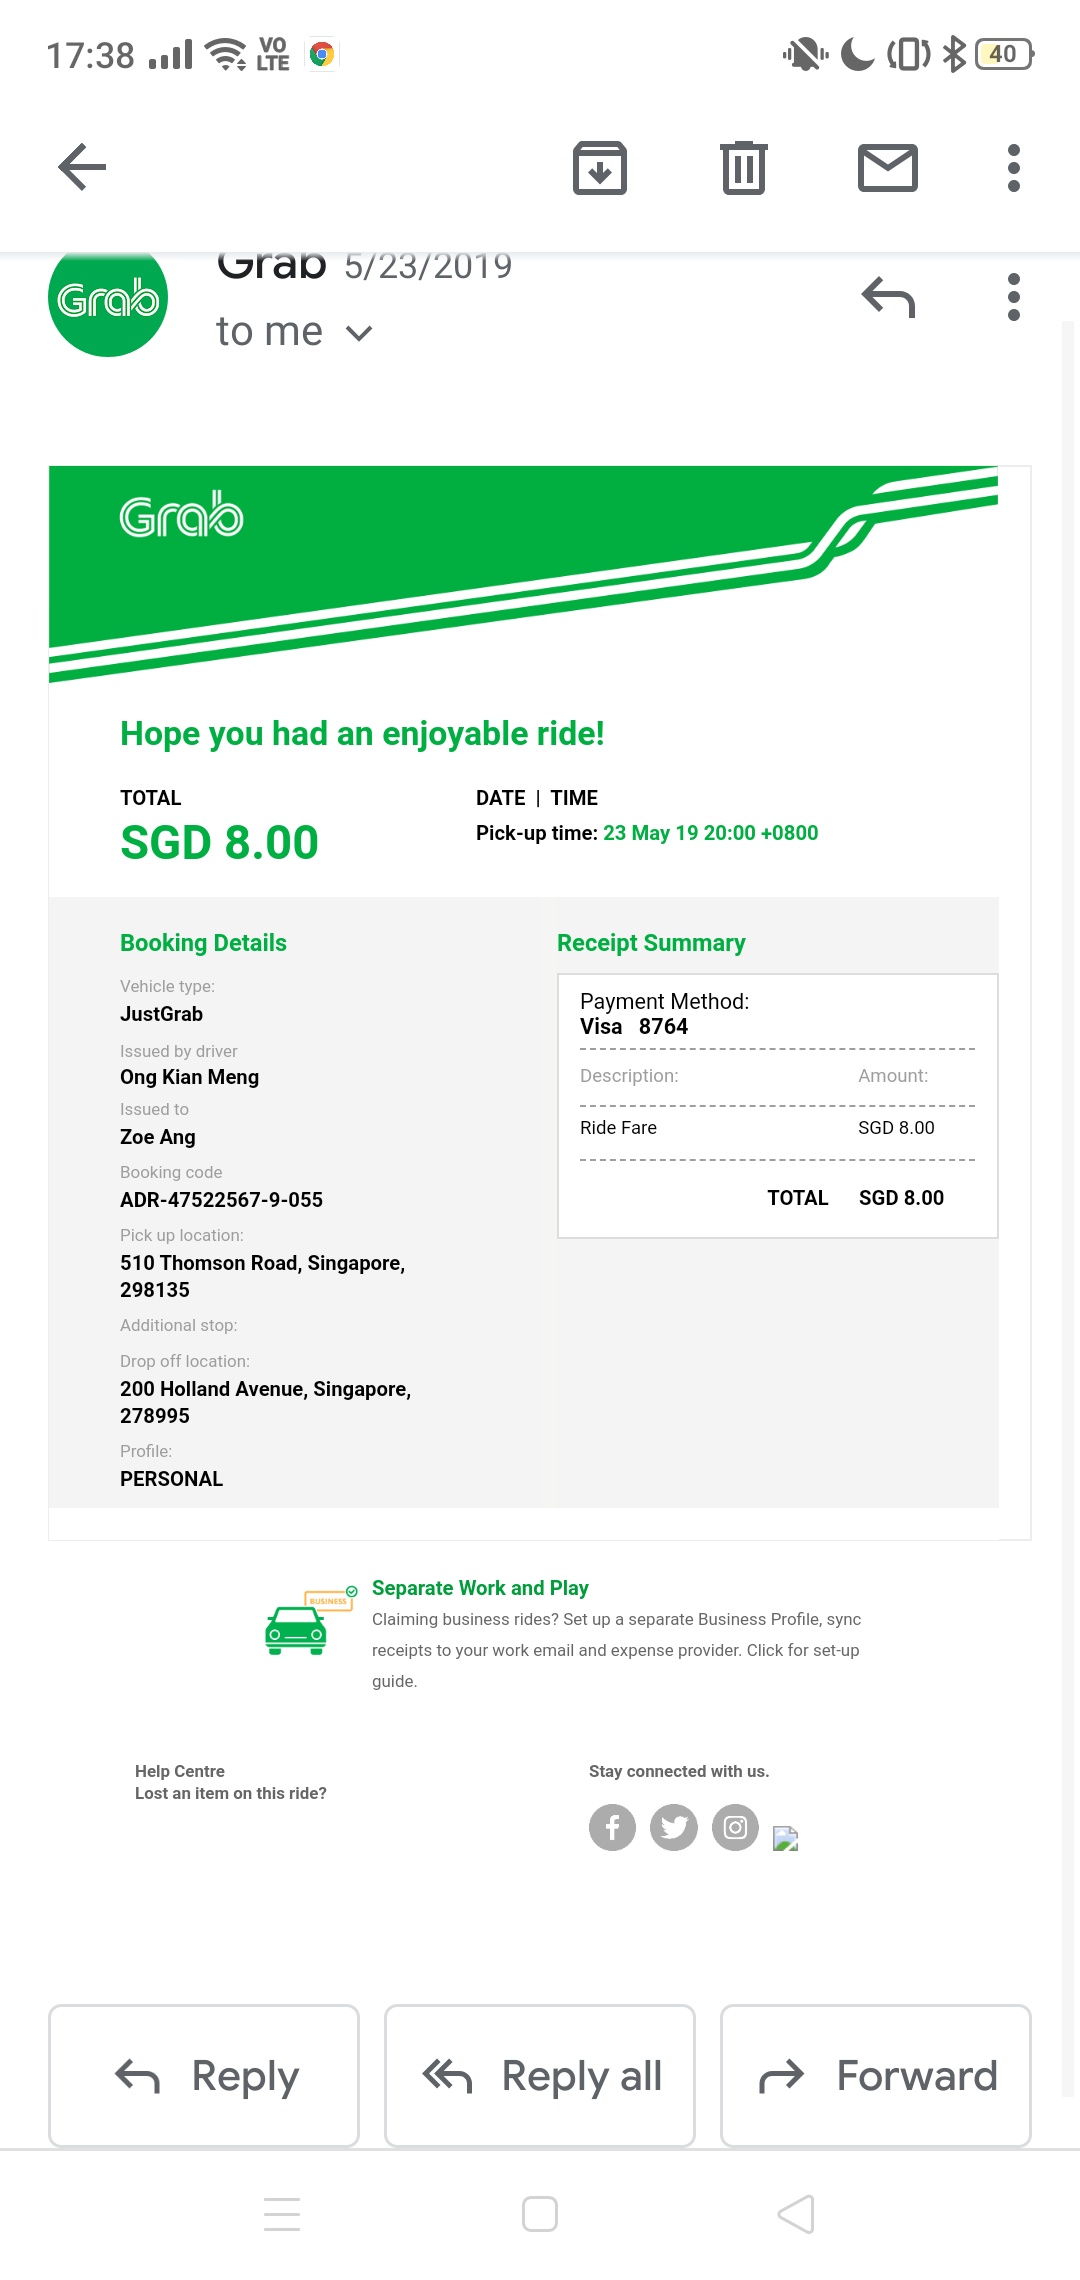 17:38 VO LTE 40
Grab 5/23/2019
Grab
to me
Grab
Hope you had an enjoyable ride!
TOTAL
DATE | TIME
SGD 8.00
Pick-up time: 23 May 19 20:00 +0800
Booking Details
Vehicle type:
JustGrab
Issued by driver
Ong Kian Meng
Issued to
Zoe Ang
Booking code
ADR-47522567-9-055
Pick up location:
510 Thomson Road, Singapore,
298135
Additional stop:
Drop off location:
200 Holland Avenue, Singapore,
278995
Profile:
PERSONAL
Receipt Summary
Payment Method:
Visa 8764
Description: Amount:
Ride Fare SGD 8.00
TOTAL SGD 8.00
BUSINESS
Separate Work and Play
Claiming business rides? Set up a separate Business Profile, sync
receipts to your work email and expense provider. Click for set-up
guide.
Help Centre
Lost an item on this ride?
Stay connected with us.
Reply
Reply all
Forward